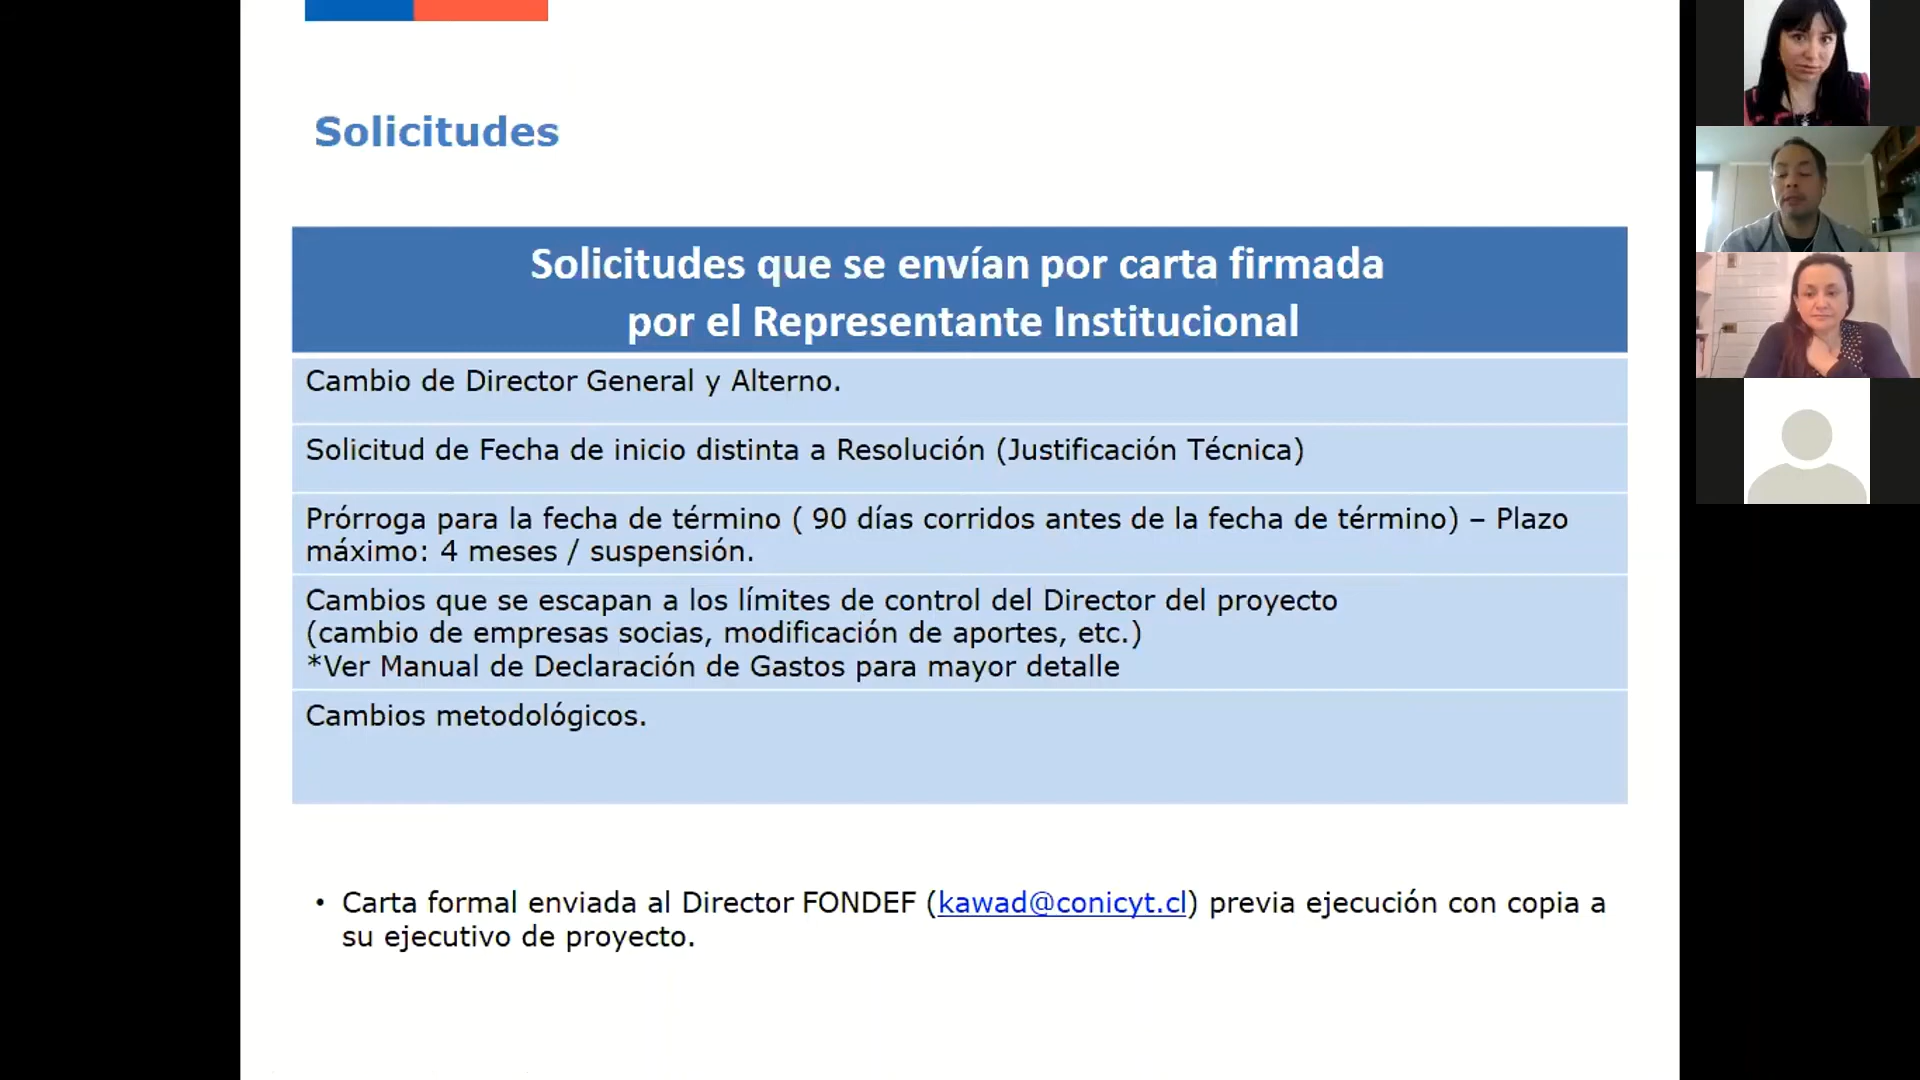 Solicitudes
Solicitudes que se envían por carta firmada
por el Representante Institucional
Cambio de Director General y Alterno.
Solicitud de Fecha de inicio distinta a Resolución (Justificación Técnica)
Prórroga para la fecha de término ( 90 días corridos antes de la fecha de término) – Plazo
máximo: 4 meses / suspensión.
Cambios que se escapan a los límites de control del Director del proyecto
(cambio de empresas socias, modificación de aportes, etc.)
*Ver Manual de Declaración de Gastos para mayor detalle
Cambios metodológicos.
• Carta formal enviada al Director FONDEF (kawad@conicyt.cl) previa ejecución con copia a
su ejecutivo de proyecto.